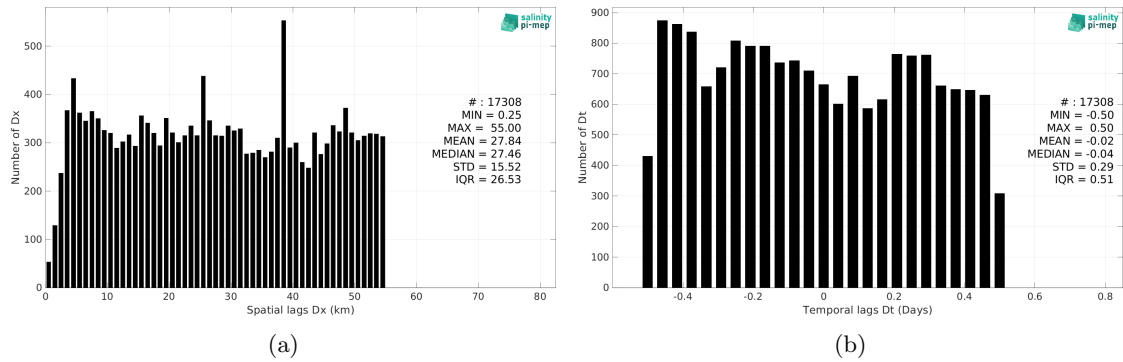 salinity
pi-mep
500
400
300
200
100
0
Number of Dx
# : 17308
MIN = 0.25
MAX = 55.00
MEAN = 27.84
MEDIAN = 27.46
STD = 15.52
IQR = 26.53
0 10 20 30 40 50 60 70 80
Spatial lags Dx (km)
(a)
salinity
pi-mep
900
800
700
600
500
400
300
200
100
0
Number of Dt
# : 17308
MIN = -0.50
MAX = 0.50
MEAN = -0.02
MEDIAN = -0.04
STD = 0.29
IQR = 0.51
-0.4 -0.2 0 0.2 0.4 0.6 0.8
Temporal lags Dt (Days)
(b)